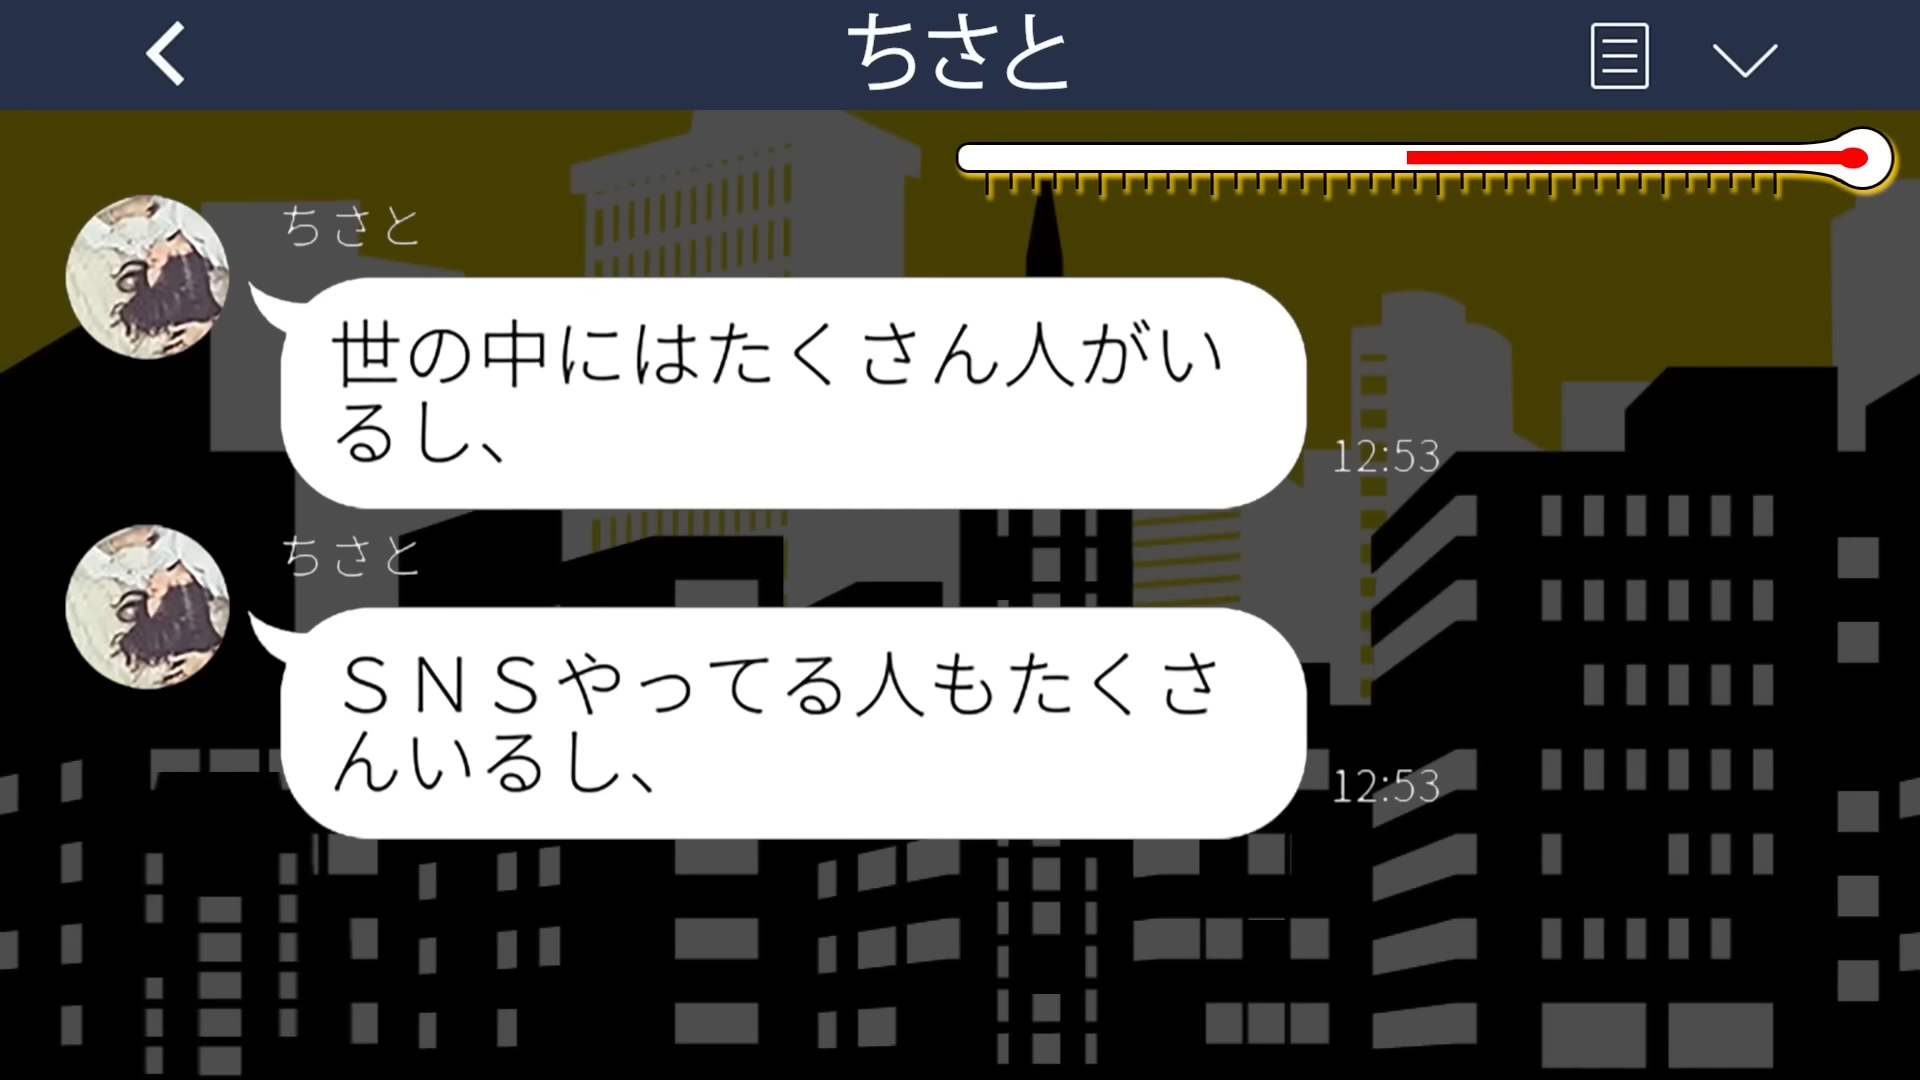 ちさと
ちさと
世の中にはたくさん人がい
るし、
12:53
ちさと
ＳＮＳやってる人もたくさ
んいるし、
12:53